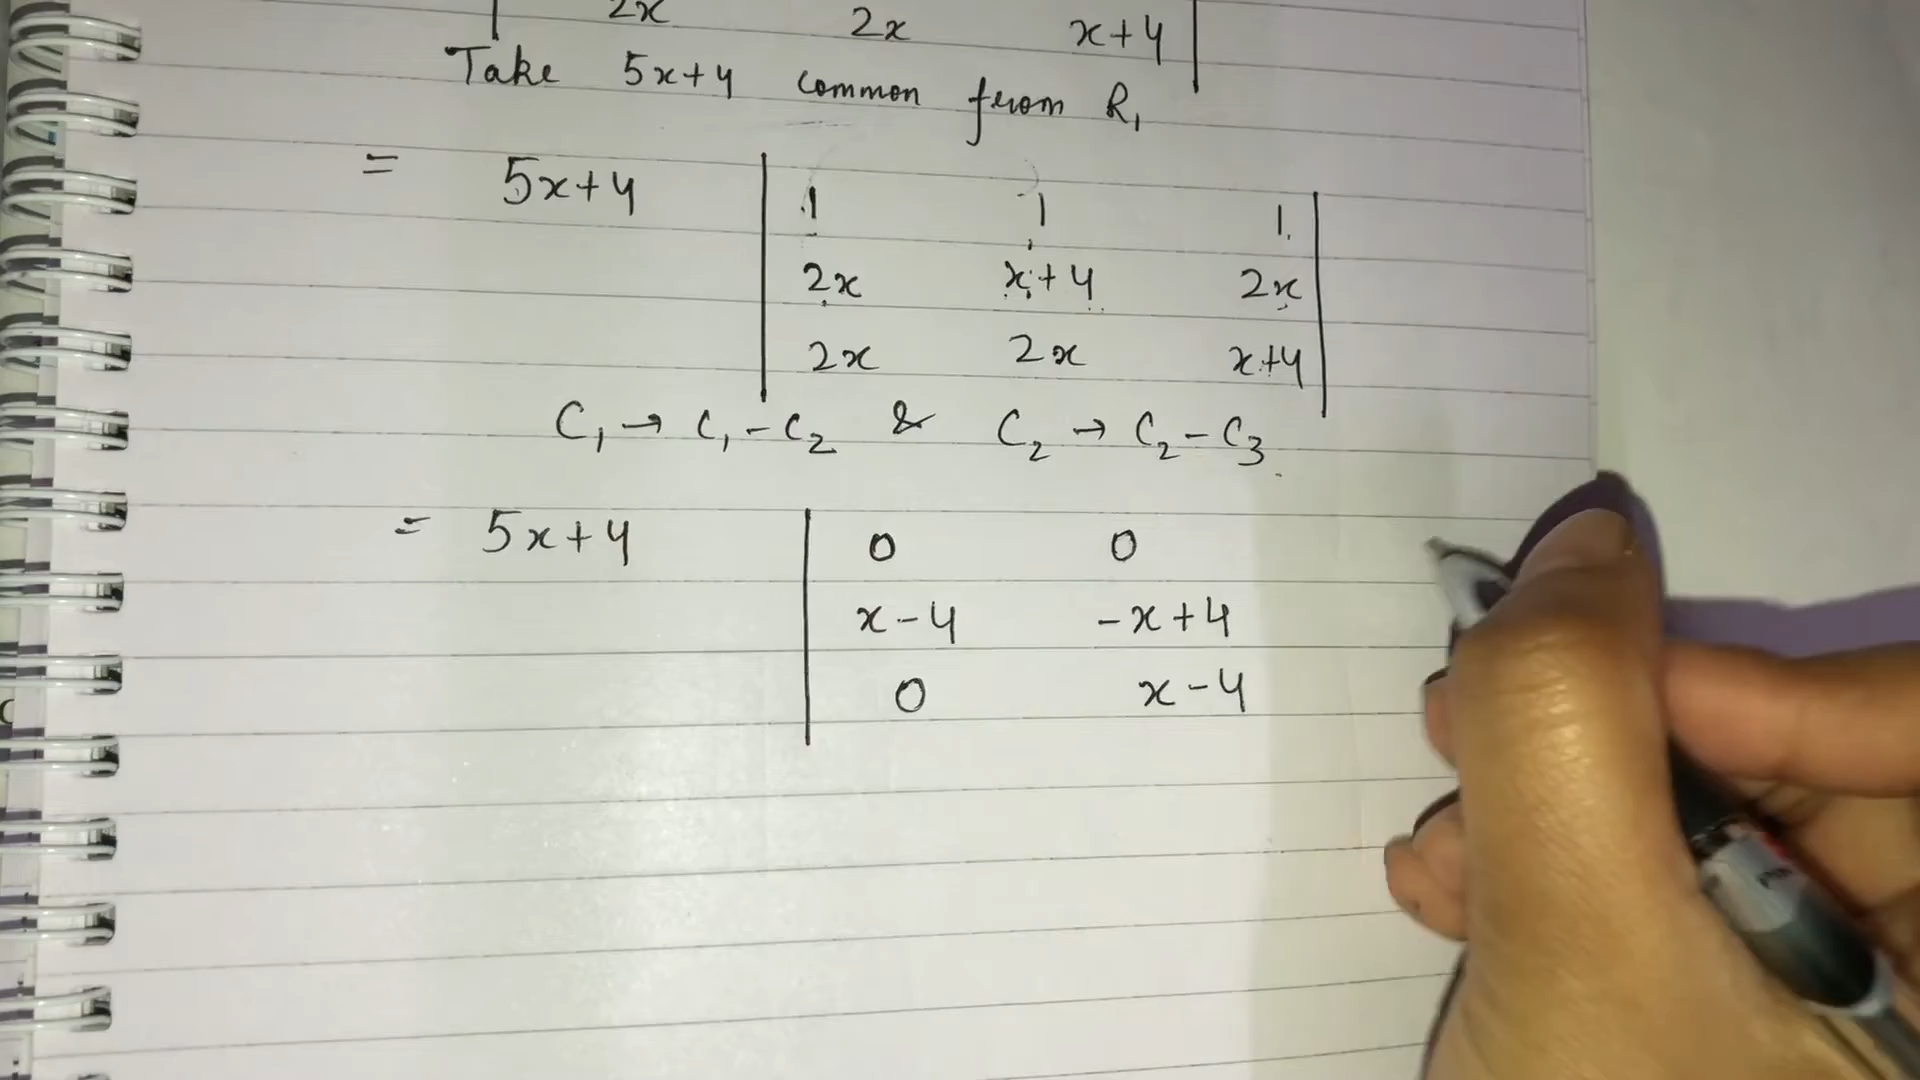 2x 2x x+4
Take 5x+4 common from R₁
= 5x+4 | 1 1 1 |
2x x+4 2x
2x 2x x+4
C₁ → C₁ - C₂ & C₂ → C₂ - C₃
= 5x+4 | 0 0
x-4 -x+4
0 x-4